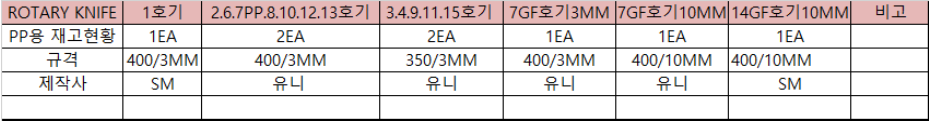 ROTARY KNIFE 1호기 2.6.7PP.8.10.12.13호기 3.4.9.11.15호기 7GF호기3MM 7GF호기10MM 14GF호기10MM 비고
PP용 재고현황 1EA 2EA 2EA 1EA 1EA 1EA
규격 400/3MM 400/3MM 350/3MM 400/3MM 400/10MM 400/10MM
제작사 SM 유니 유니 유니 유니 SM